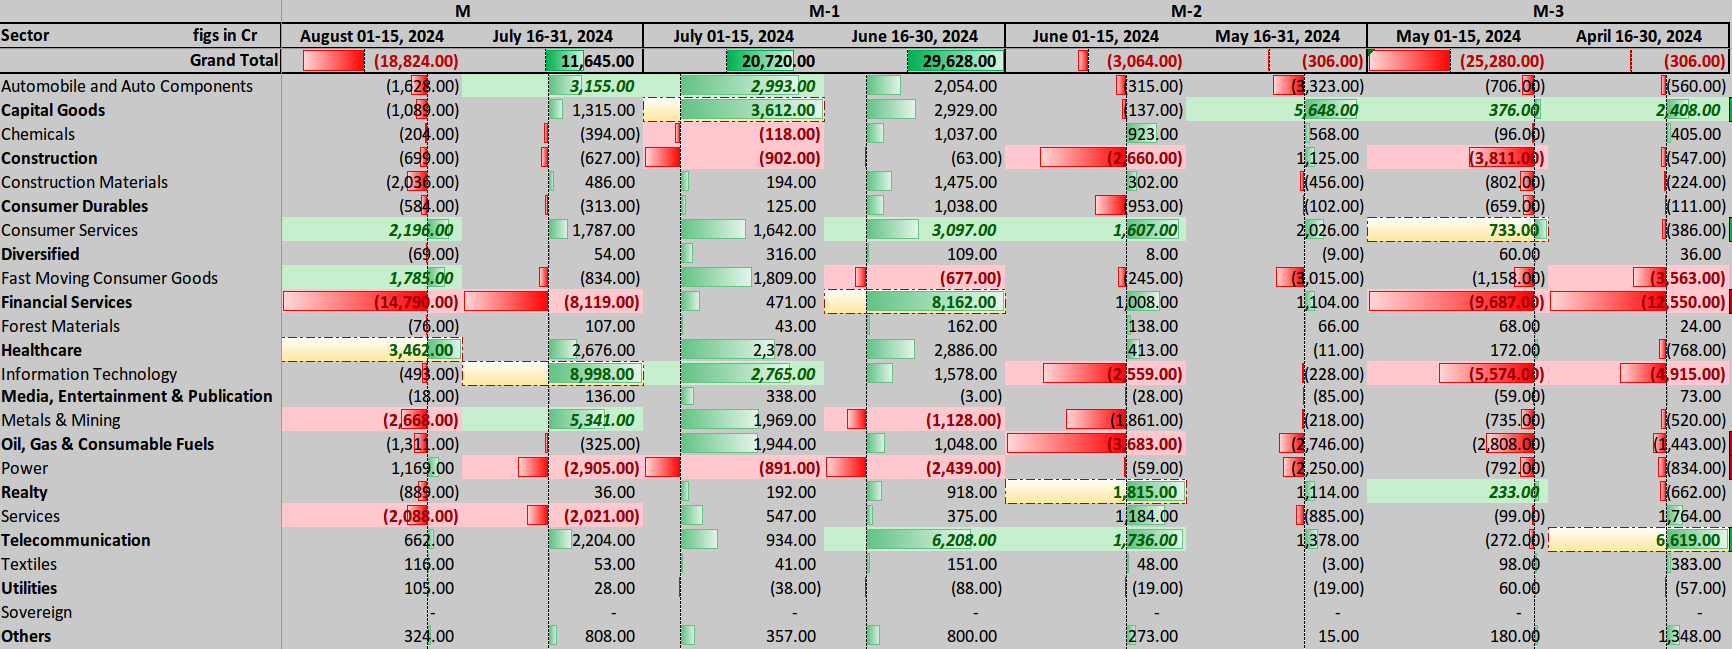 M M-1 M-2 M-3
Sector figs in Cr August 01-15, 2024 July 16-31, 2024 July 01-15, 2024 June 16-30, 2024 June 01-15, 2024 May 16-31, 2024 May 01-15, 2024 April 16-30, 2024
Grand Total (18,824.00) 11,645.00 20,720.00 29,628.00 (3,064.00) (306.00) (25,280.00) (306.00)
Automobile and Auto Components (1,628.00) 3,155.00 2,993.00 2,054.00 (315.00) (3,323.00) (706.00) (560.00)
Capital Goods (1,089.00) 1,315.00 3,612.00 2,929.00 (137.00) 5,648.00 376.00 2,408.00
Chemicals (204.00) (394.00) (118.00) 1,037.00 923.00 568.00 (96.00) 405.00
Construction (699.00) (627.00) (902.00) (63.00) (2,660.00) 1,125.00 (3,811.00) (547.00)
Construction Materials (2,036.00) 486.00 194.00 1,475.00 302.00 (456.00) (802.00) (224.00)
Consumer Durables (584.00) (313.00) 125.00 1,038.00 (953.00) (102.00) (659.00) (111.00)
Consumer Services 2,196.00 1,787.00 1,642.00 3,097.00 1,607.00 2,026.00 733.00 (386.00)
Diversified (69.00) 54.00 316.00 109.00 8.00 (9.00) 60.00 36.00
Fast Moving Consumer Goods 1,785.00 (834.00) 1,809.00 (677.00) (245.00) (3,015.00) (1,158.00) (3,563.00)
Financial Services (14,790.00) (8,119.00) 471.00 8,162.00 1,008.00 1,104.00 (9,687.00) (12,550.00)
Forest Materials (76.00) 107.00 43.00 162.00 138.00 66.00 68.00 24.00
Healthcare 3,462.00 2,676.00 2,378.00 2,886.00 413.00 (11.00) 172.00 (768.00)
Information Technology (493.00) 8,998.00 2,765.00 1,578.00 (2,559.00) (228.00) (5,574.00) (4,915.00)
Media, Entertainment & Publication (18.00) 136.00 338.00 (3.00) (28.00) (85.00) (59.00) 73.00
Metals & Mining (2,668.00) 5,341.00 1,969.00 (1,128.00) (1,861.00) (218.00) (735.00) (520.00)
Oil, Gas & Consumable Fuels (1,311.00) (325.00) 1,944.00 1,048.00 (3,683.00) (2,746.00) (2,808.00) (1,443.00)
Power 1,169.00 (2,905.00) (891.00) (2,439.00) (59.00) (2,250.00) (792.00) (834.00)
Realty (889.00) 36.00 192.00 918.00 1,815.00 1,114.00 233.00 (662.00)
Services (2,088.00) (2,021.00) 547.00 375.00 1,184.00 (885.00) (99.00) 1,764.00
Telecommunication 662.00 2,204.00 934.00 6,208.00 1,736.00 1,378.00 (272.00) 6,619.00
Textiles 116.00 53.00 41.00 151.00 48.00 (3.00) 98.00 383.00
Utilities 105.00 28.00 (38.00) (88.00) (19.00) (19.00) 60.00 (57.00)
Sovereign - - - - - - - -
Others 324.00 808.00 357.00 800.00 273.00 15.00 180.00 1,348.00